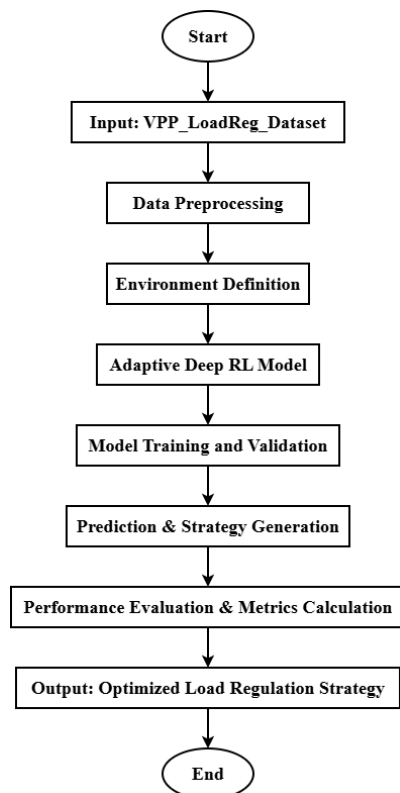 Start
Input: VPP_LoadReg_Dataset
Data Preprocessing
Environment Definition
Adaptive Deep RL Model
Model Training and Validation
Prediction & Strategy Generation
Performance Evaluation & Metrics Calculation
Output: Optimized Load Regulation Strategy
End